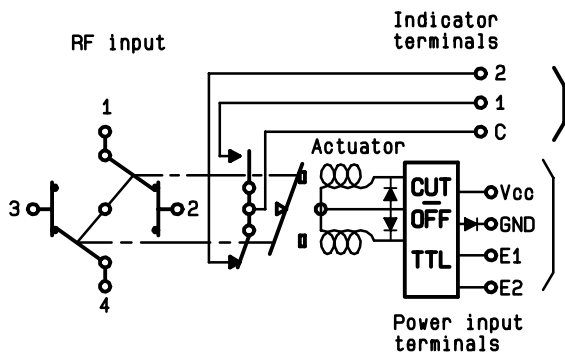 Indicator
terminals
RF input
2
1
1
C
Actuator
CUT
OFF
TTL
Vcc
3
2
GND
E1
E2
4
Power input
terminals